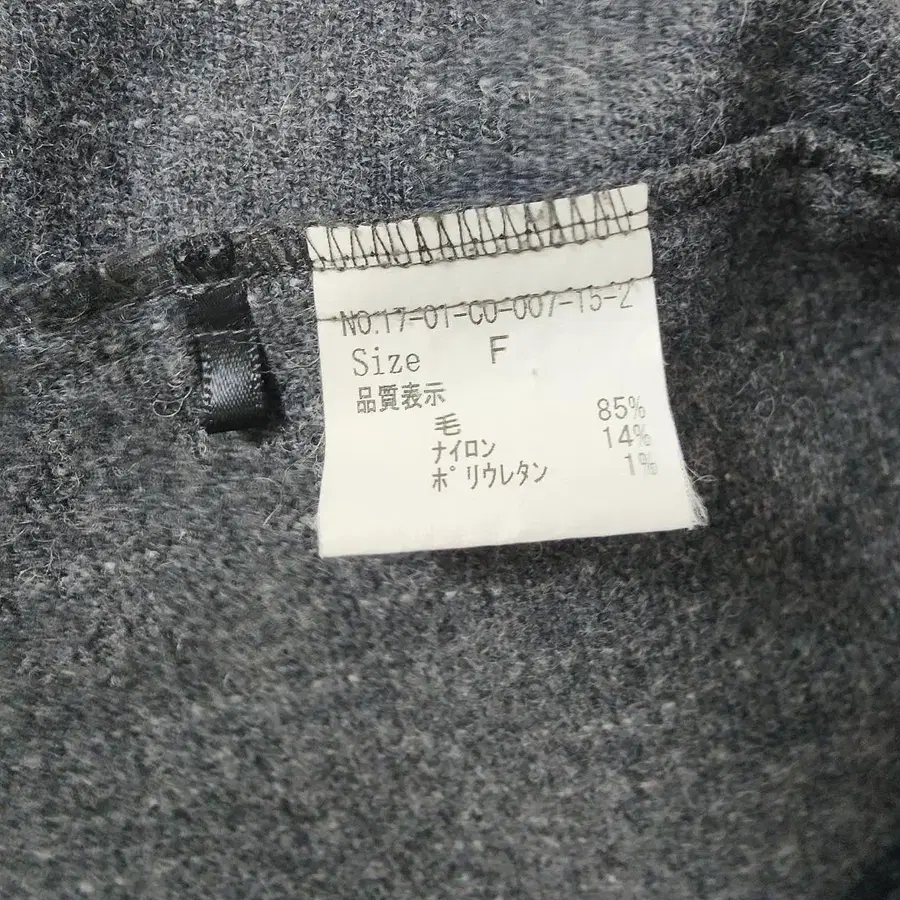 NO.17-01-CO-007-15-2
Size F
品質表示
毛 85%
ナイロン 14%
ポリウレタン 1%